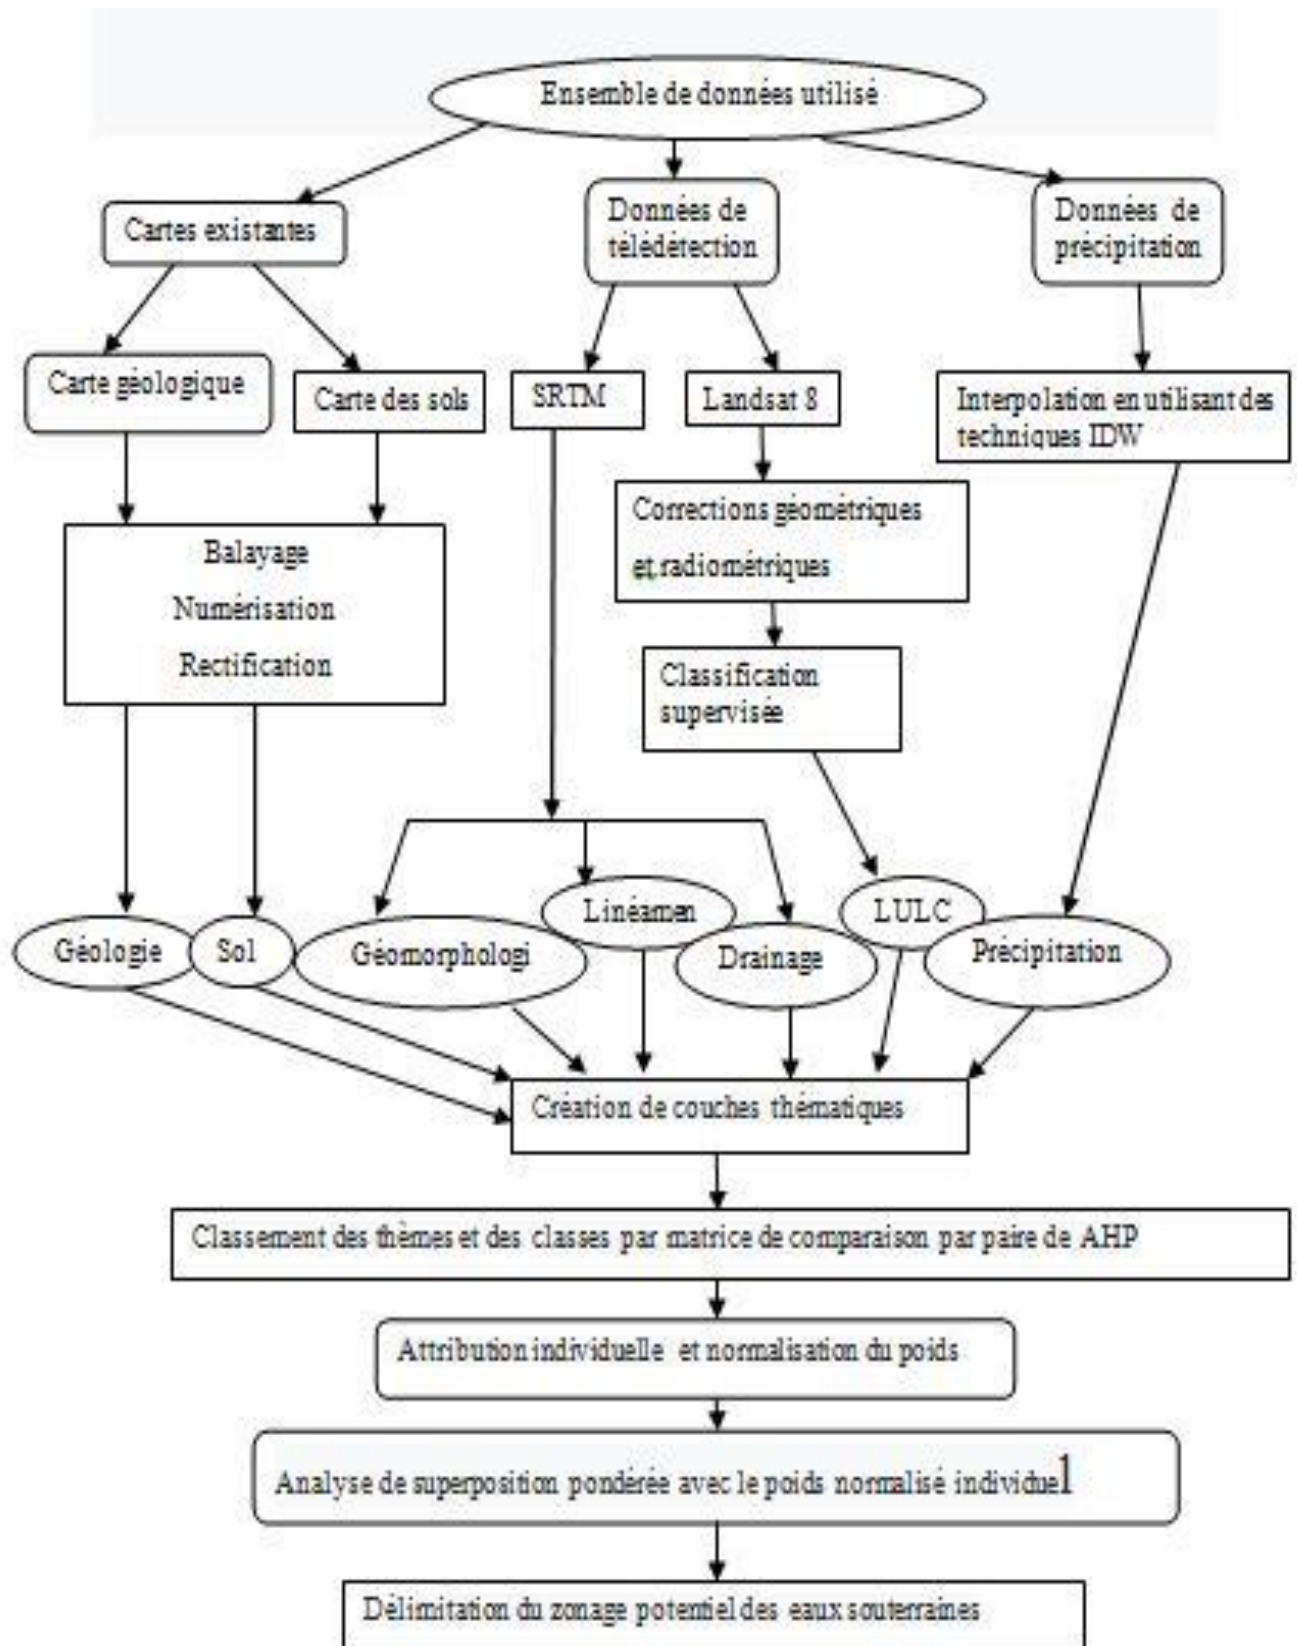 Ensemble de données utilisé
Cartes existantes
Données de
télédétection
Données de
précipitation
Carte géologique
Carte des sols
SRTM
Landsat 8
Interpolation en utilisant des
techniques IDW
Corrections géométriques
et radiométriques
Balayage
Numérisation
Rectification
Classification
supervisée
Géologie
Sol
Géomorphologi
Linéamen
Drainage
LULC
Précipitation
Création de couches thématiques
Classement des thèmes et des classes par matrice de comparaison par paire de AHP
Attribution individuelle et normalisation du poids
Analyse de superposition pondérée avec le poids normalisé individuel
Délimitation du zonage potentiel des eaux souterraines